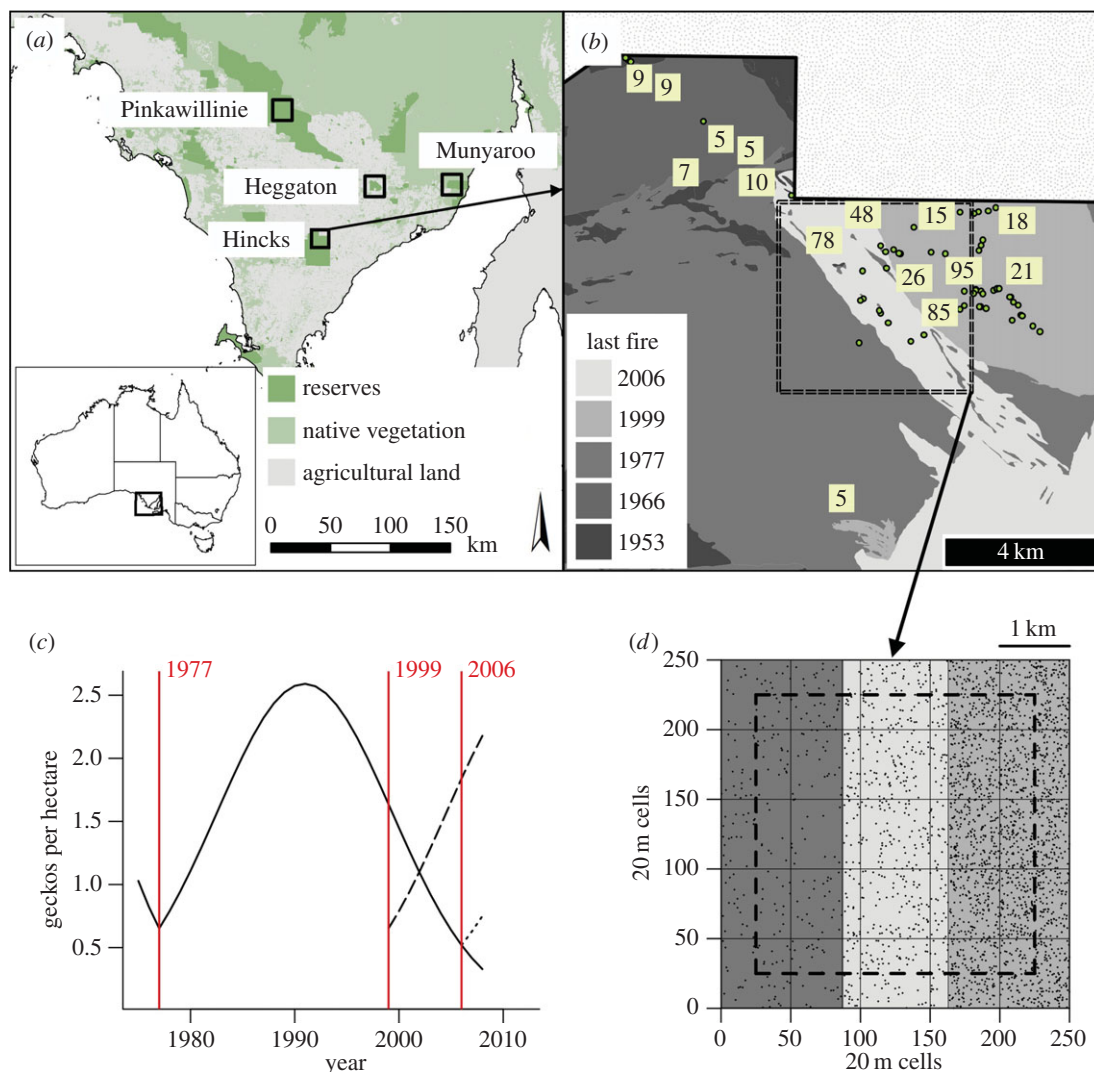 (a)
Pinkawillinie
Munyaroo
Heggaton
Hincks
reserves
native vegetation
agricultural land
0 50 100 150
km
(b)
9
9
5
5
7
10
48
15
18
78
26
95
21
85
5
last fire
2006
1999
1977
1966
1953
4 km
(c)
1977
1999
2006
2.5
2.0
1.5
1.0
0.5
geckos per hectare
1980 1990 2000 2010
year
(d)
1 km
250
200
150
100
50
0
20 m cells
0 50 100 150 200 250
20 m cells